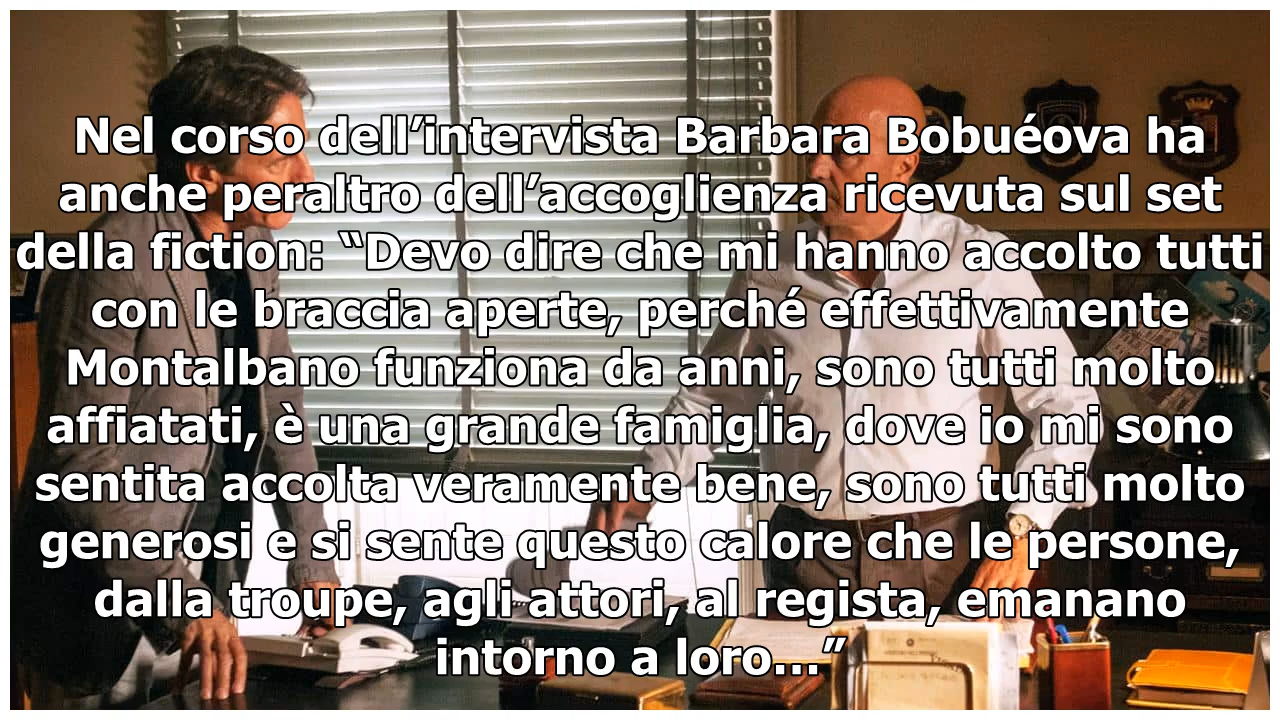 Nel corso dell’intervista Barbara Bobuéova ha
anche peraltro dell’accoglienza ricevuta sul set
della fiction: “Devo dire che mi hanno accolto tutti
con le braccia aperte, perché effettivamente
Montalbano funziona da anni, sono tutti molto
affiatati, è una grande famiglia, dove io mi sono
sentita accolta veramente bene, sono tutti molto
generosi e si sente questo calore che le persone,
dalla troupe, agli attori, al regista, emanano
intorno a loro…”